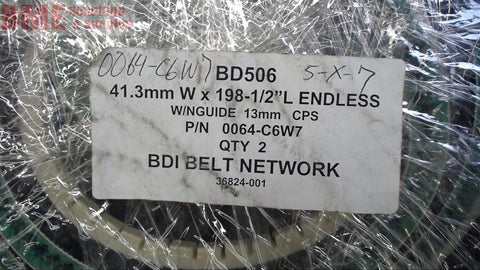 SME
0064-C6W7 BD506 5-X-7
41.3mm W x 198-1/2"L ENDLESS
W/NGUIDE 13mm CPS
P/N 0064-C6W7
QTY 2
BDI BELT NETWORK
36824-001